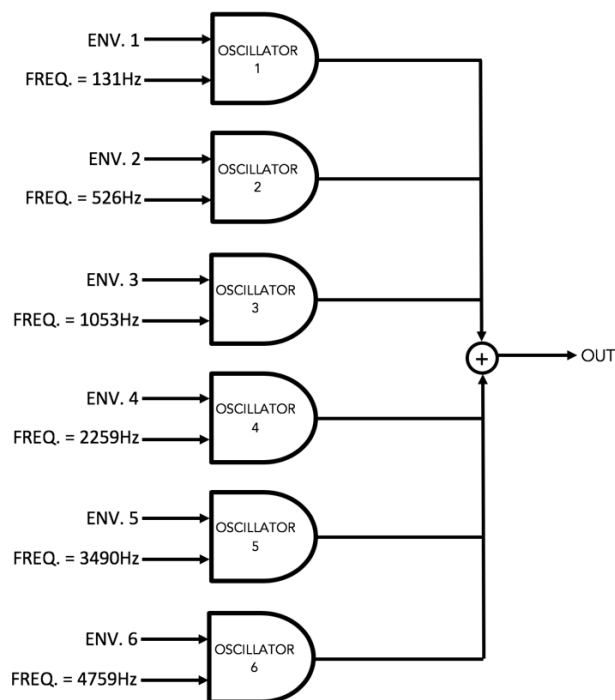 ENV. 1
FREQ. = 131Hz
OSCILLATOR
1
ENV. 2
FREQ. = 526Hz
OSCILLATOR
2
ENV. 3
FREQ. = 1053Hz
OSCILLATOR
3
+
OUT
ENV. 4
FREQ. = 2259Hz
OSCILLATOR
4
ENV. 5
FREQ. = 3490Hz
OSCILLATOR
5
ENV. 6
FREQ. = 4759Hz
OSCILLATOR
6